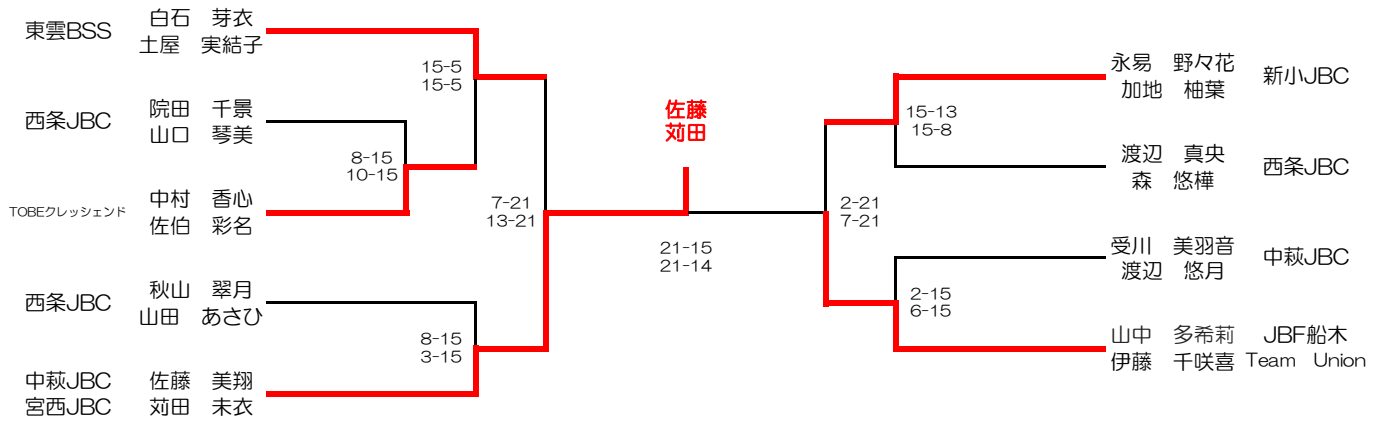 東雲BSS 白石 芽衣
土屋 実結子
15-5
15-5
西条JBC 院田 千景
山口 琴美
8-15
10-15
TOBEクレッシェンド 中村 香心
佐伯 彩名
7-21
13-21
西条JBC 秋山 翠月
山田 あさひ
8-15
3-15
中萩JBC 佐藤 美翔
宮西JBC 苅田 未衣
佐藤
苅田
21-15
21-14
永易 野々花 新小JBC
加地 柚葉
15-13
15-8
渡辺 真央 西条JBC
森 悠樺
2-21
7-21
受川 美羽音 中萩JBC
渡辺 悠月
2-15
6-15
山中 多希莉 JBF船木
伊藤 千咲喜 Team Union